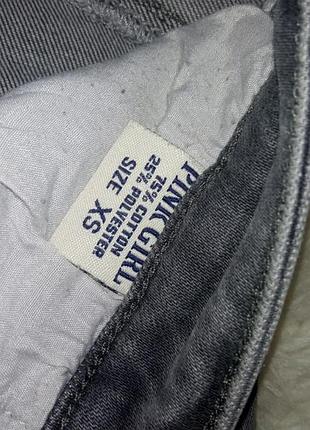 PINK GIRL
75% COTTON
25% POLYESTER
SIZE XS